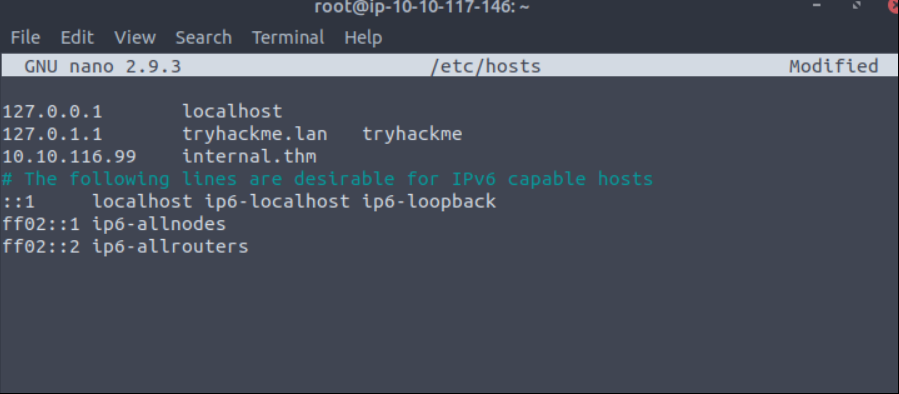 root@ip-10-10-117-146: ~
File Edit View Search Terminal Help
GNU nano 2.9.3 /etc/hosts Modified
127.0.0.1 localhost
127.0.1.1 tryhackme.lan tryhackme
10.10.116.99 internal.thm
# The following lines are desirable for IPv6 capable hosts
::1 localhost ip6-localhost ip6-loopback
ff02::1 ip6-allnodes
ff02::2 ip6-allrouters